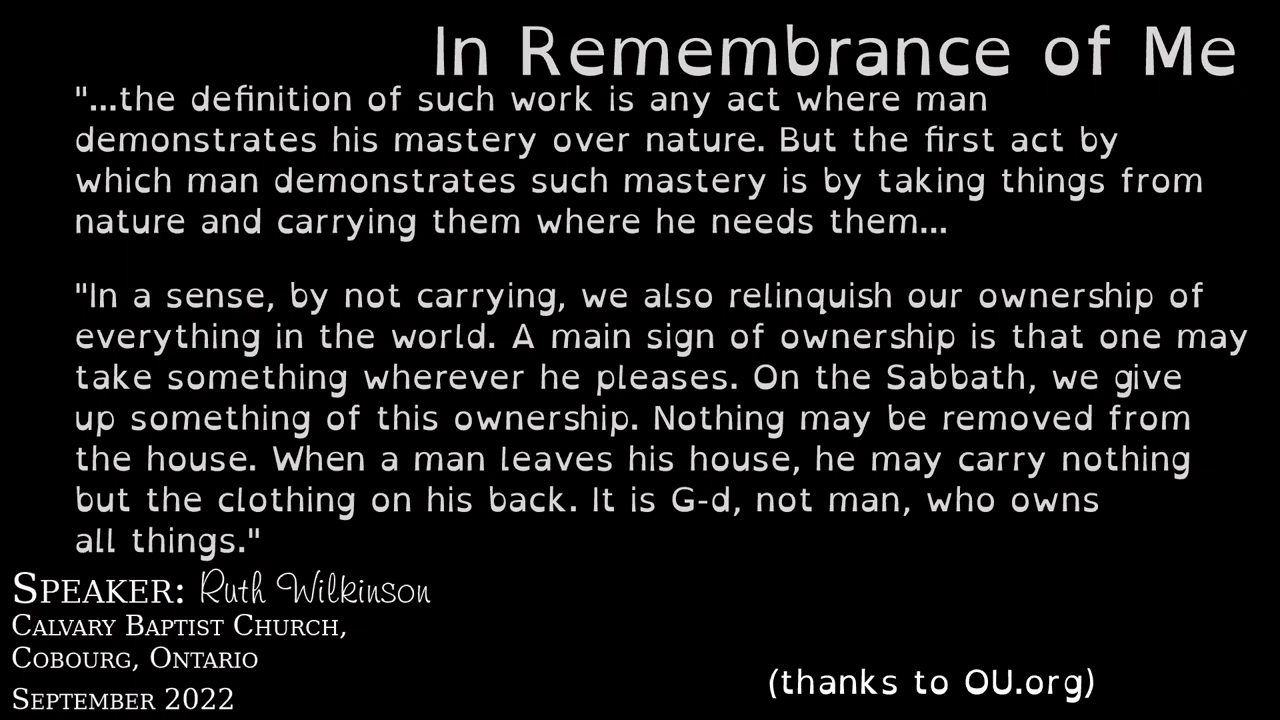 In Remembrance of Me
"...the definition of such work is any act where man
demonstrates his mastery over nature. But the first act by
which man demonstrates such mastery is by taking things from
nature and carrying them where he needs them...
"In a sense, by not carrying, we also relinquish our ownership of
everything in the world. A main sign of ownership is that one may
take something wherever he pleases. On the Sabbath, we give
up something of this ownership. Nothing may be removed from
the house. When a man leaves his house, he may carry nothing
but the clothing on his back. It is G-d, not man, who owns
all things."
Speaker: Ruth Wilkinson
Calvary Baptist Church,
Cobourg, Ontario
September 2022
(thanks to OU.org)